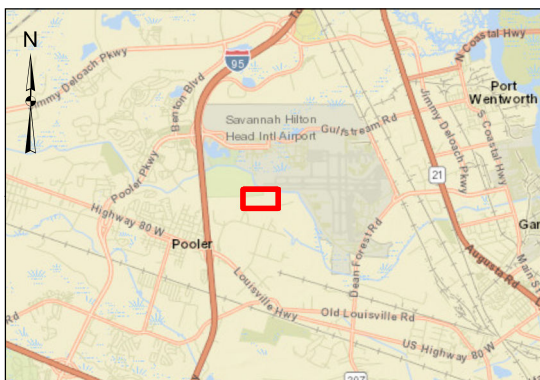 N
Jimmy Deloach Pkwy
Benton Blvd
95
N Coastal Hwy
Port
Wentworth
Savannah Hilton
Head Intl Airport
Gulfstream Rd
Jimmy Deloach Pkwy
S Coastal Hwy
Pooler Pkwy
21
Highway 80 W
Pooler
Dean Forest Rd
Gar
Main S
Augusta Rd
Louisville Hwy
Old Louisville Rd
Rd
US Highway 80 W
307